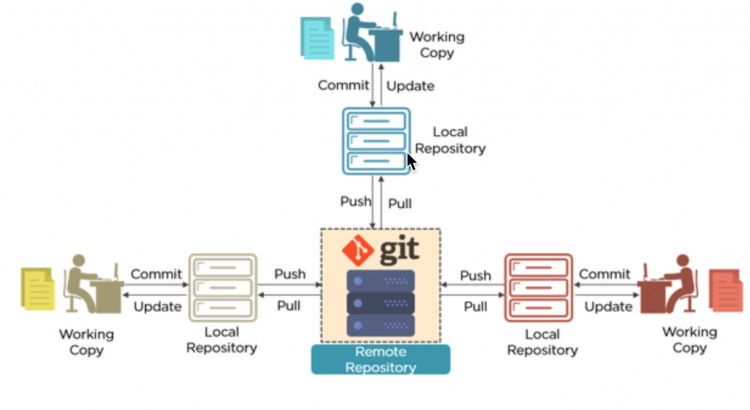 Working
Copy
Commit Update
Local
Repository
Push Pull
git
Commit Push Push Commit
Update Pull Pull Update
Working
Copy
Local
Repository
Remote
Repository
Local
Repository
Working
Copy